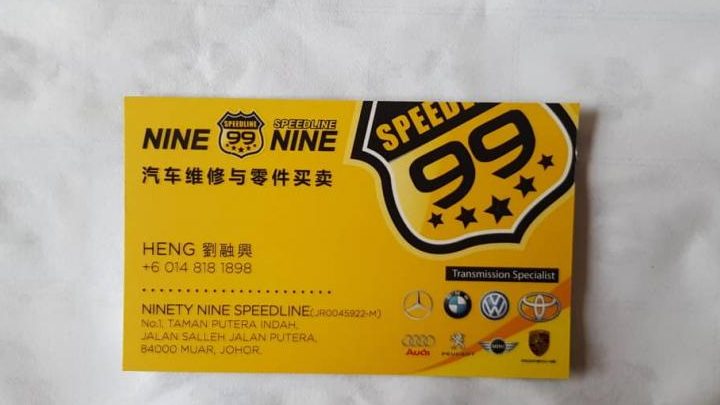 NINE SPEEDLINE 99 SPEEDLINE NINE
汽车维修与零件买卖
SPEEDL
99
HENG 劉融興
+6 014 818 1898
NINETY NINE SPEEDLINE(JR0045922-M)
No.1, TAMAN PUTERA INDAH,
JALAN SALLEH JALAN PUTERA,
84000 MUAR, JOHOR.
Transmission Specialist
Audi
PEUGEOT
MINI